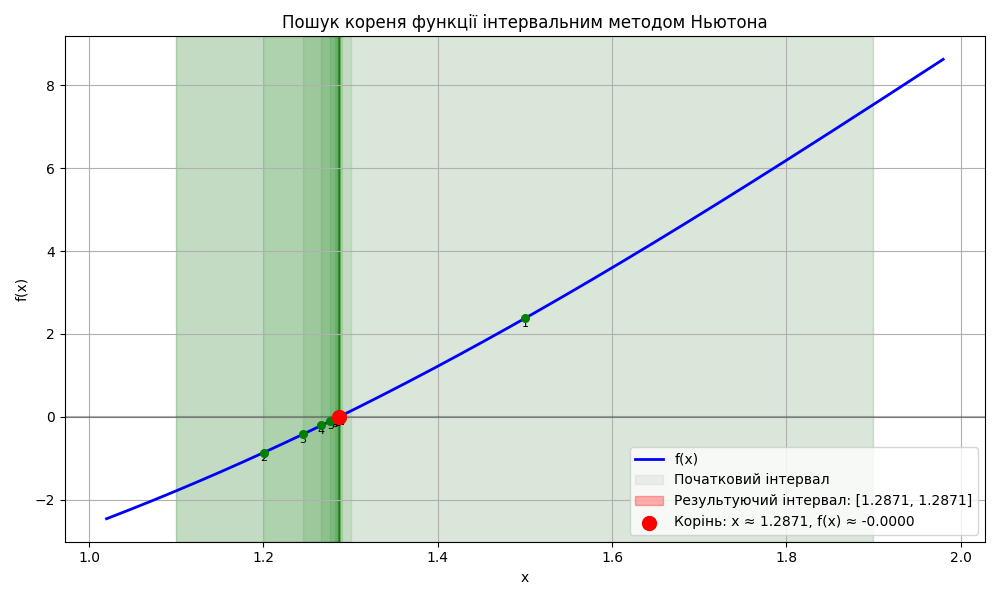 Пошук кореня функції інтервальним методом Ньютона
f(x)
8
6
4
2
0
−2
1
2
3
4
5
f(x)
Початковий інтервал
Результуючий інтервал: [1.2871, 1.2871]
Корінь: x ≈ 1.2871, f(x) ≈ -0.0000
1.0 1.2 1.4 1.6 1.8 2.0
x